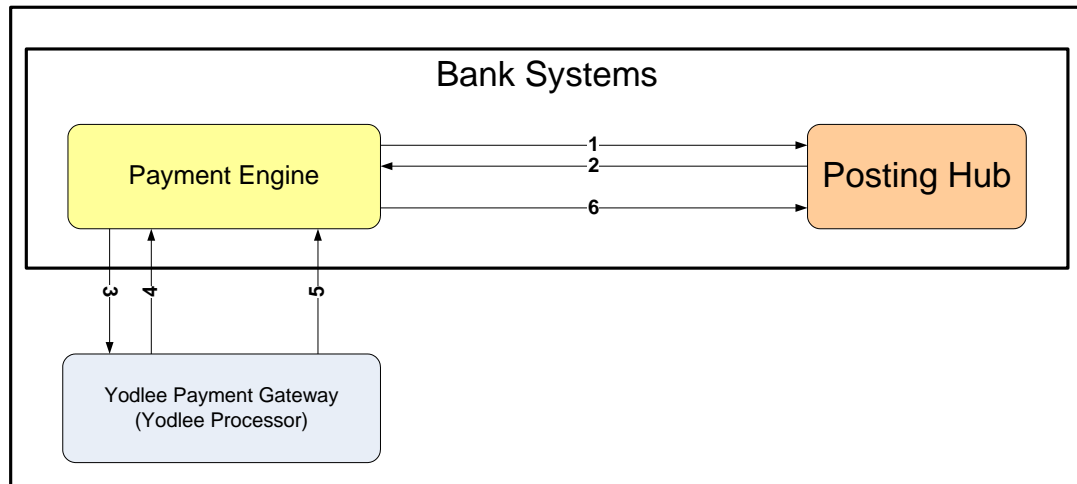 Bank Systems
Payment Engine
1
2
6
Posting Hub
3
4
5
Yodlee Payment Gateway
(Yodlee Processor)